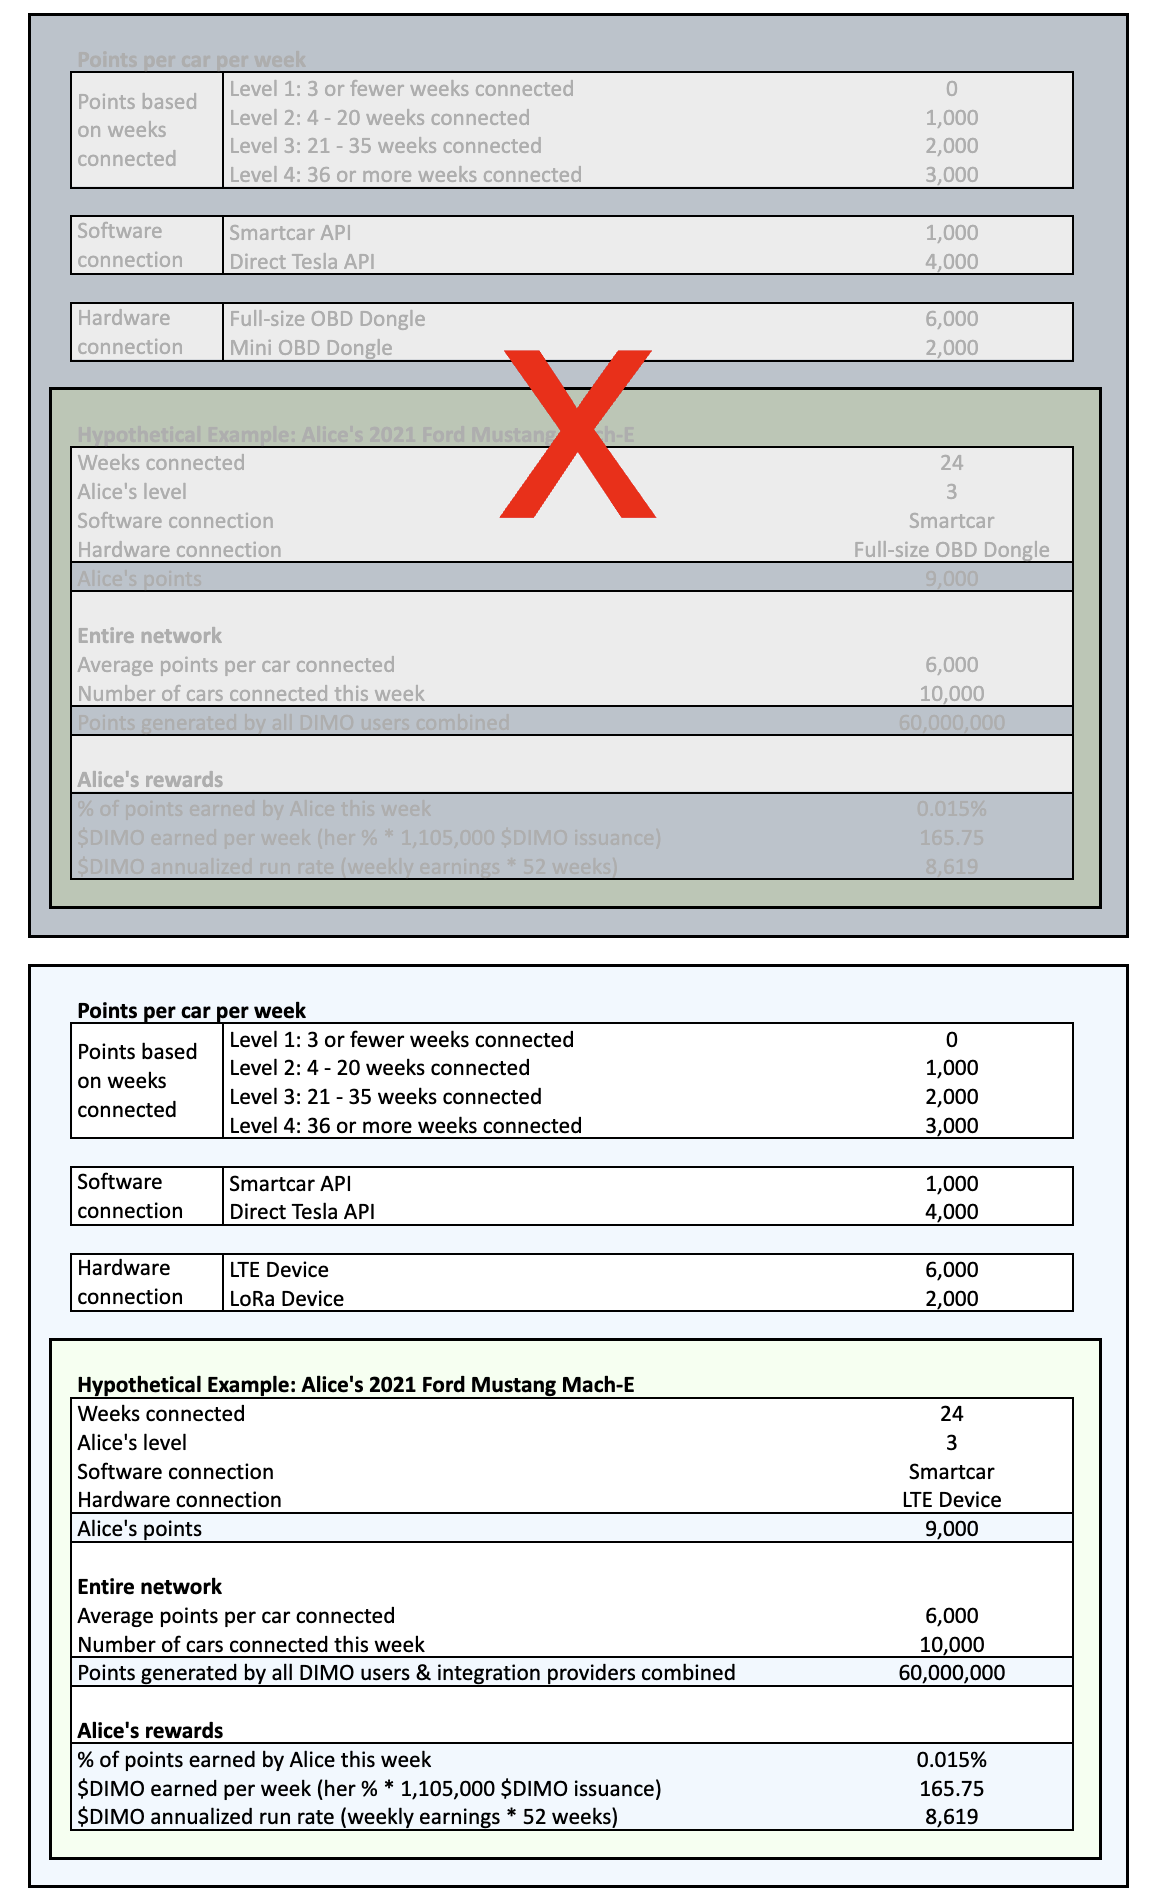 Points per car per week
Points based on weeks connected
Level 1: 3 or fewer weeks connected 0
Level 2: 4 - 20 weeks connected 1,000
Level 3: 21 - 35 weeks connected 2,000
Level 4: 36 or more weeks connected 3,000
Software connection
Smartcar API 1,000
Direct Tesla API 4,000
Hardware connection
Full-size OBD Dongle 6,000
Mini OBD Dongle 2,000
X
Hypothetical Example: Alice's 2021 Ford Mustang
Weeks connected 24
Alice's level 3
Software connection Smartcar
Hardware connection Full-size OBD Dongle
Alice's points 9,000
Entire network
Average points per car connected 6,000
Number of cars connected this week 10,000
Points generated by all DIMO users combined 60,000,000
Alice's rewards
% of points earned by Alice this week 0.015%
$DIMO earned per week (her % * 1,105,000 $DIMO issuance) 165.75
$DIMO annualized run rate (weekly earnings * 52 weeks) 8,619
Points per car per week
Points based on weeks connected
Level 1: 3 or fewer weeks connected 0
Level 2: 4 - 20 weeks connected 1,000
Level 3: 21 - 35 weeks connected 2,000
Level 4: 36 or more weeks connected 3,000
Software connection
Smartcar API 1,000
Direct Tesla API 4,000
Hardware connection
LTE Device 6,000
LoRa Device 2,000
Hypothetical Example: Alice's 2021 Ford Mustang Mach-E
Weeks connected 24
Alice's level 3
Software connection Smartcar
Hardware connection LTE Device
Alice's points 9,000
Entire network
Average points per car connected 6,000
Number of cars connected this week 10,000
Points generated by all DIMO users & integration providers combined 60,000,000
Alice's rewards
% of points earned by Alice this week 0.015%
$DIMO earned per week (her % * 1,105,000 $DIMO issuance) 165.75
$DIMO annualized run rate (weekly earnings * 52 weeks) 8,619